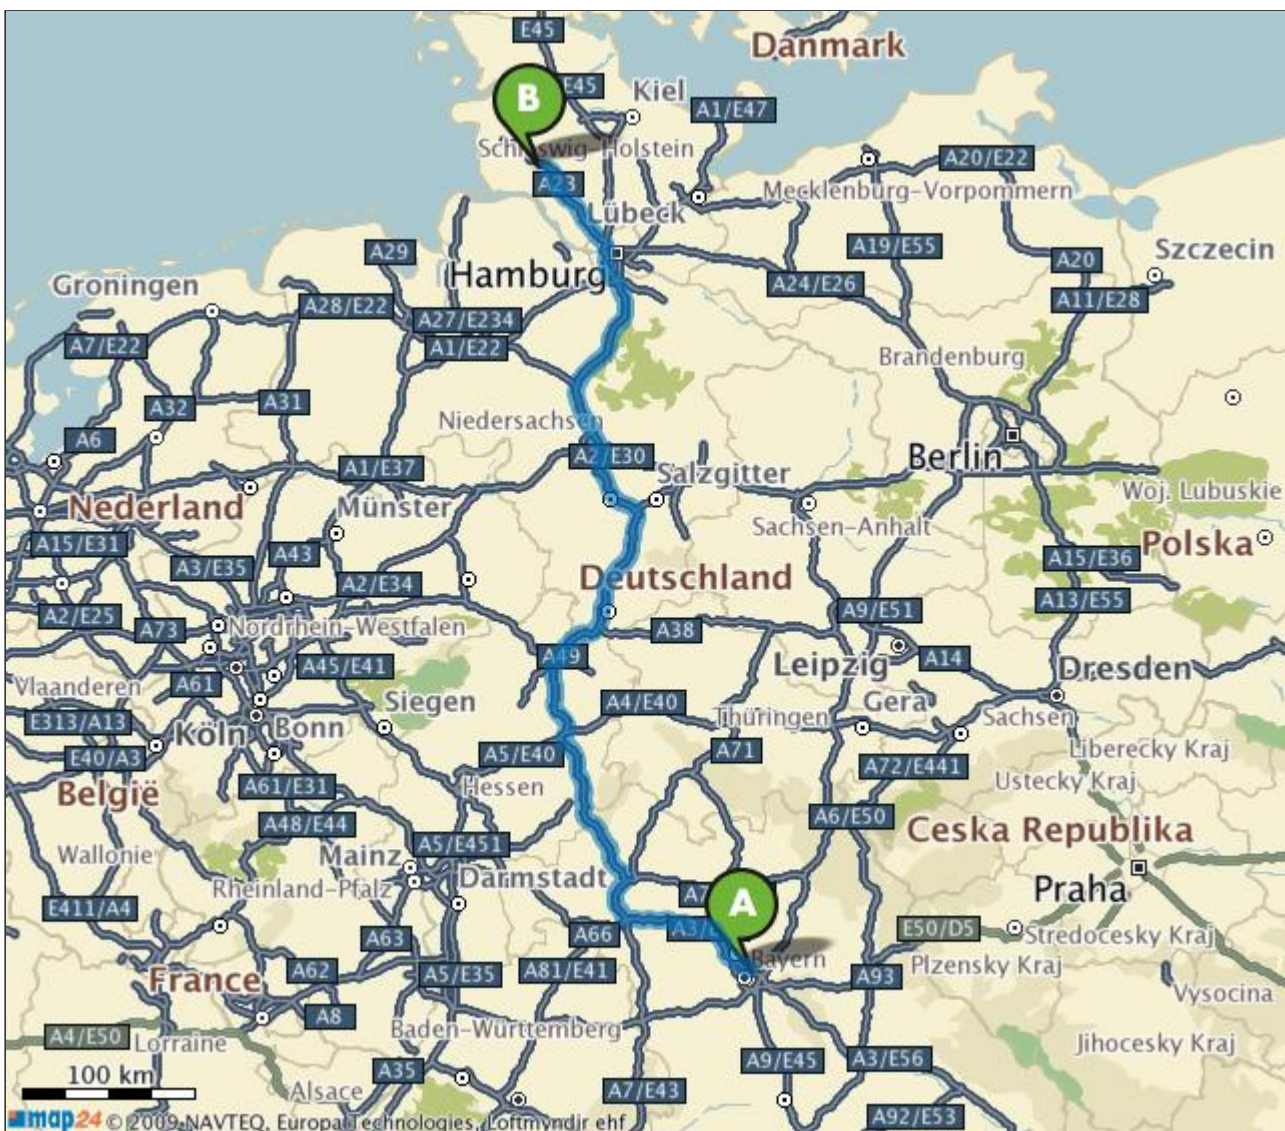 E45
Danmark
E45
Kiel
B
A1/E47
Schleswig-Holstein
A20/E22
A23
Mecklenburg-Vorpommern
Lübeck
A29
A19/E55
Szczecin
Hamburg
A20
Groningen
A24/E26
A28/E22
A11/E28
A27/E234
A7/E22
A1/E22
Brandenburg
A32
A31
Niedersachsen
A6
A2/E30
Berlin
A1/E37
Salzgitter
Nederland
Münster
Woj. Lubuskie
Sachsen-Anhalt
A15/E31
A43
Polska
A3/E35
A15/E36
A2/E34
Deutschland
A13/E55
A2/E25
A9/E51
A73
Nordrhein-Westfalen
A38
A45/E41
A49
Leipzig
A14
Dresden
Vlaanderen
A61
Siegen
A4/E40
Gera
E313/A13
Köln
Bonn
Thüringen
Sachsen
E40/A3
A5/E40
A71
Liberecky Kraj
A72/E441
België
A61/E31
Hessen
Ustecky Kraj
A48/E44
A6/E50
Ceska Republika
Wallonie
Mainz
A5/E451
Rheinland-Pfalz
Darmstadt
Praha
E411/A4
A
A66
A3/
E50/D5
Stredocesky Kraj
A63
Bayern
Plzensky Kraj
France
A62
A5/E35
A81/E41
A93
Vysocina
A8
Baden-Württemberg
A4/E50
Lorraine
Jihocesky Kraj
A9/E45
A3/E56
100 km
A35
Alsace
A7/E43
A92/E53
map24 © 2009 NAVTEQ, Europa Technologies, Loftmyndir ehf